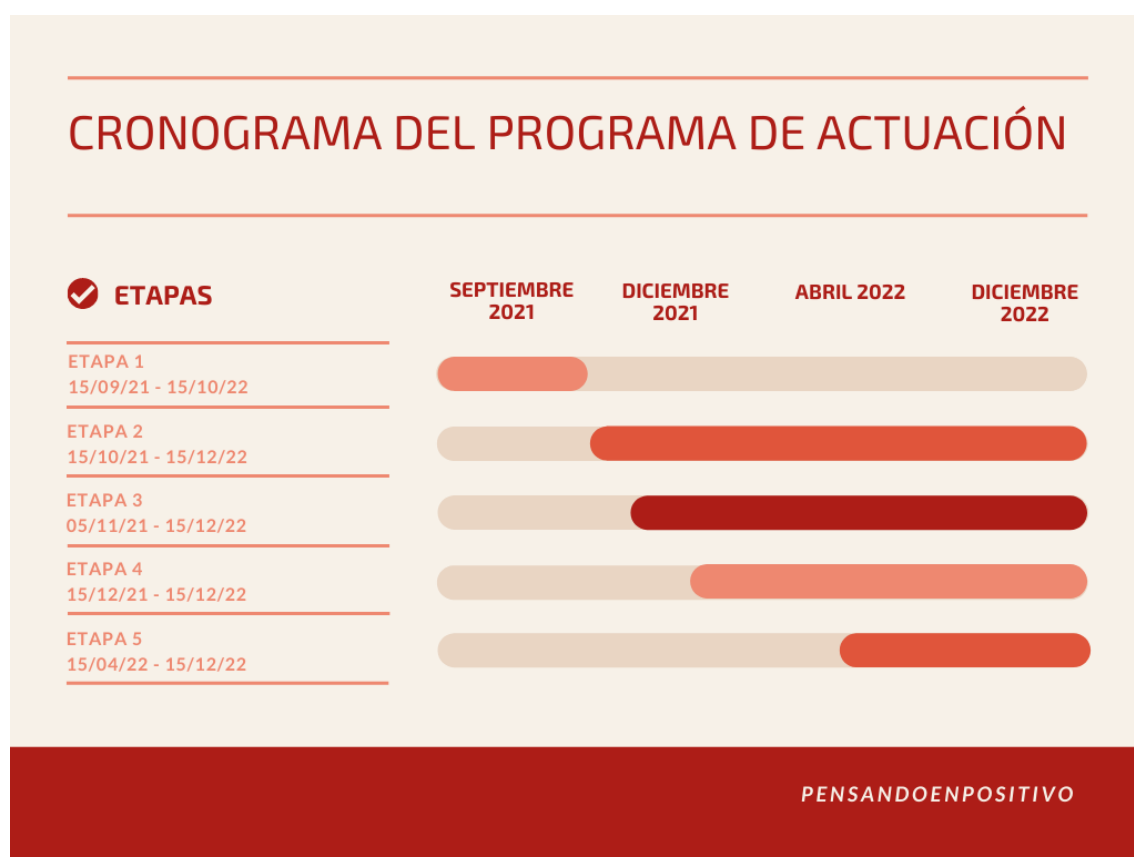 CRONOGRAMA DEL PROGRAMA DE ACTUACIÓN
ETAPAS
SEPTIEMBRE
2021
DICIEMBRE
2021
ABRIL 2022
DICIEMBRE
2022
ETAPA 1
15/09/21 - 15/10/22
ETAPA 2
15/10/21 - 15/12/22
ETAPA 3
05/11/21 - 15/12/22
ETAPA 4
15/12/21 - 15/12/22
ETAPA 5
15/04/22 - 15/12/22
PENSANDOENPOSITIVO